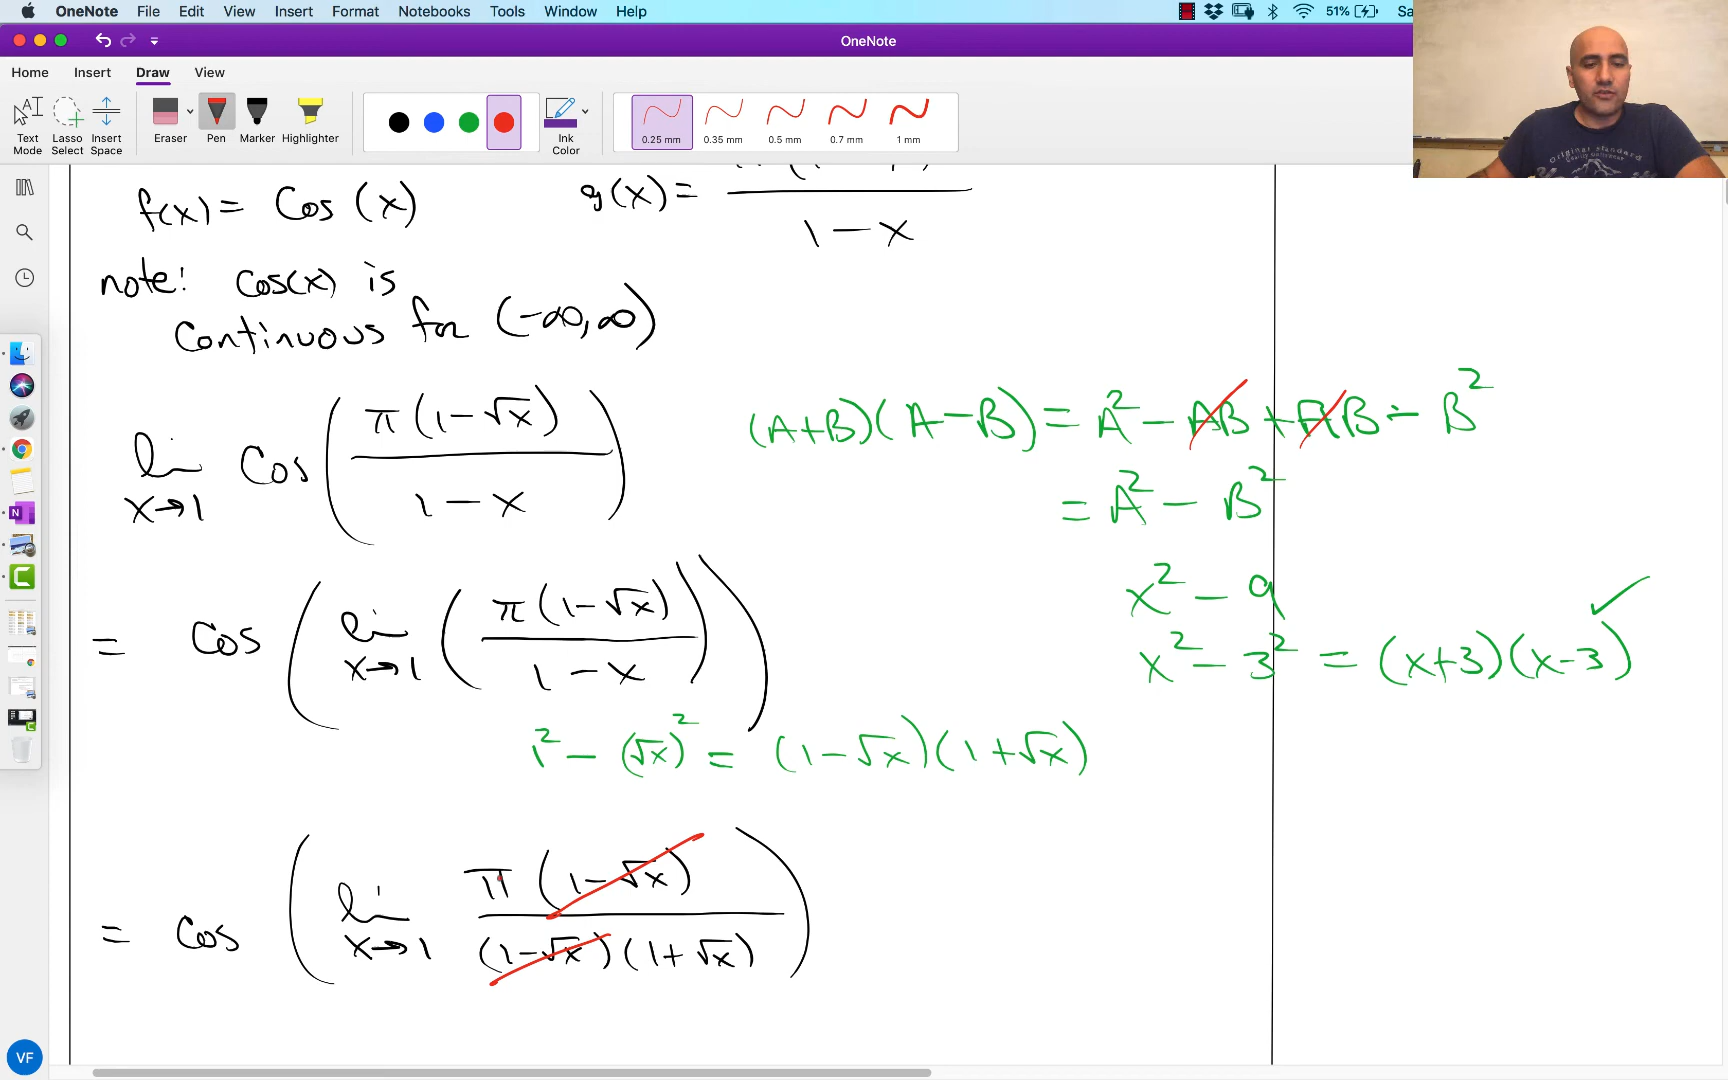 OneNote File Edit View Insert Format Notebooks Tools Window Help 51% Sa
OneNote
Home Insert Draw View
Text Mode Lasso Select Insert Space Eraser Pen Marker Highlighter Ink Color 0.25 mm 0.35 mm 0.5 mm 0.7 mm 1 mm
Original standard
f(x) = Cos (x) g(x) = 1 - x
note: cos(x) is
continuous for (-∞, ∞)
lim x→1 Cos (π(1-√x) / 1-x)
(A+B)(A-B) = A² - AB + AB - B²
= A² - B²
x² - 9
= cos (lim x→1 (π(1-√x) / 1-x))
x² - 3² = (x+3)(x-3) ✓
1² - (√x)² = (1-√x)(1+√x)
= cos (lim x→1 π(1-√x) / (1-√x)(1+√x))
VF